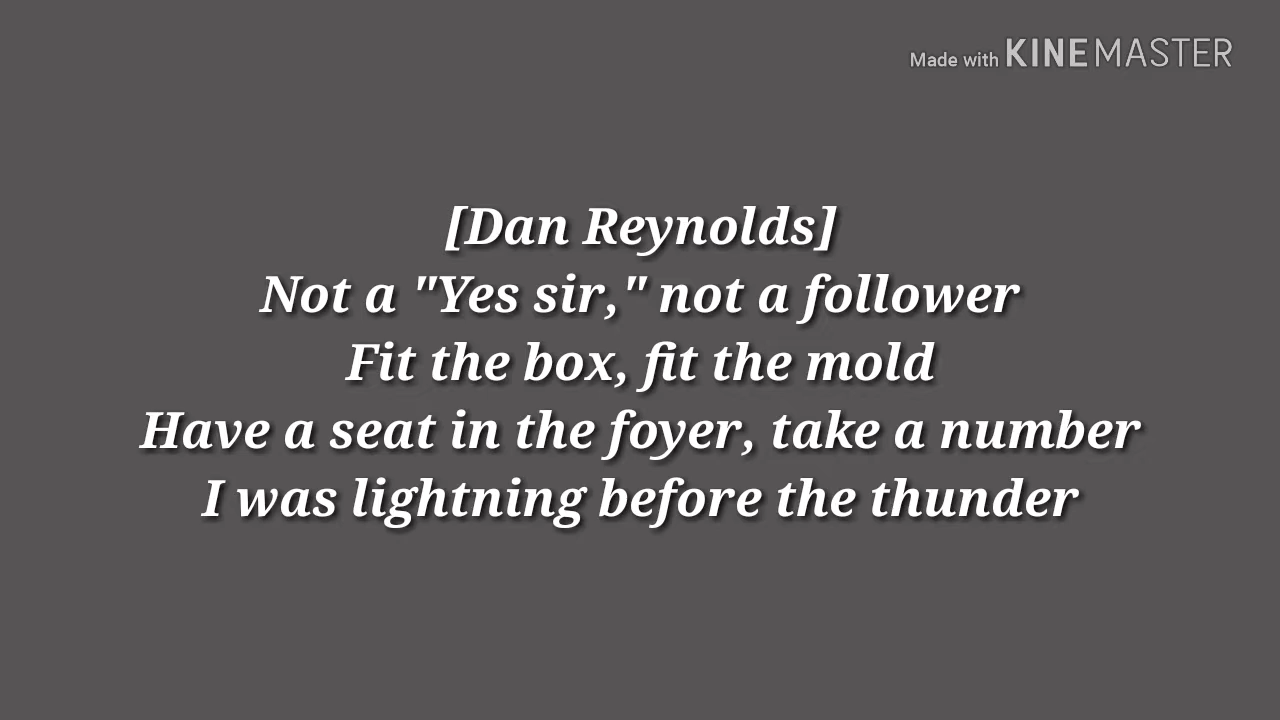 Made with KINEMASTER
[Dan Reynolds]
Not a "Yes sir," not a follower
Fit the box, fit the mold
Have a seat in the foyer, take a number
I was lightning before the thunder